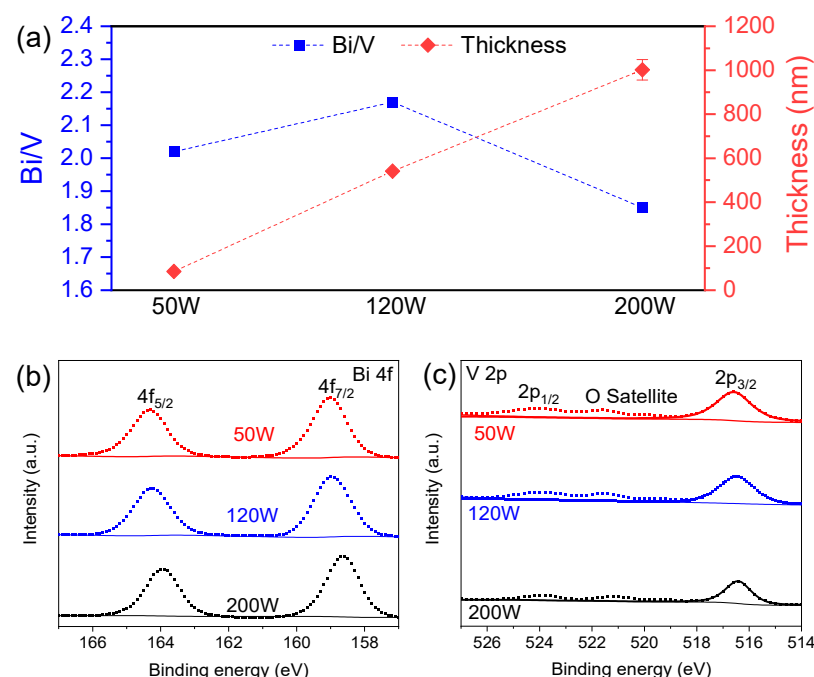 (a)
Bi/V
Thickness
2.4
2.3
2.2
2.1
2.0
1.9
1.8
1.7
1.6
Bi/V
1200
1000
800
600
400
200
0
Thickness (nm)
50W
120W
200W
(b)
Bi 4f
4f5/2
4f7/2
50W
120W
200W
Intensity (a.u.)
166
164
162
160
158
Binding energy (eV)
(c)
V 2p
2p1/2
O Satellite
2p3/2
50W
120W
200W
Intensity (a.u.)
526
524
522
520
518
516
514
Binding energy (eV)